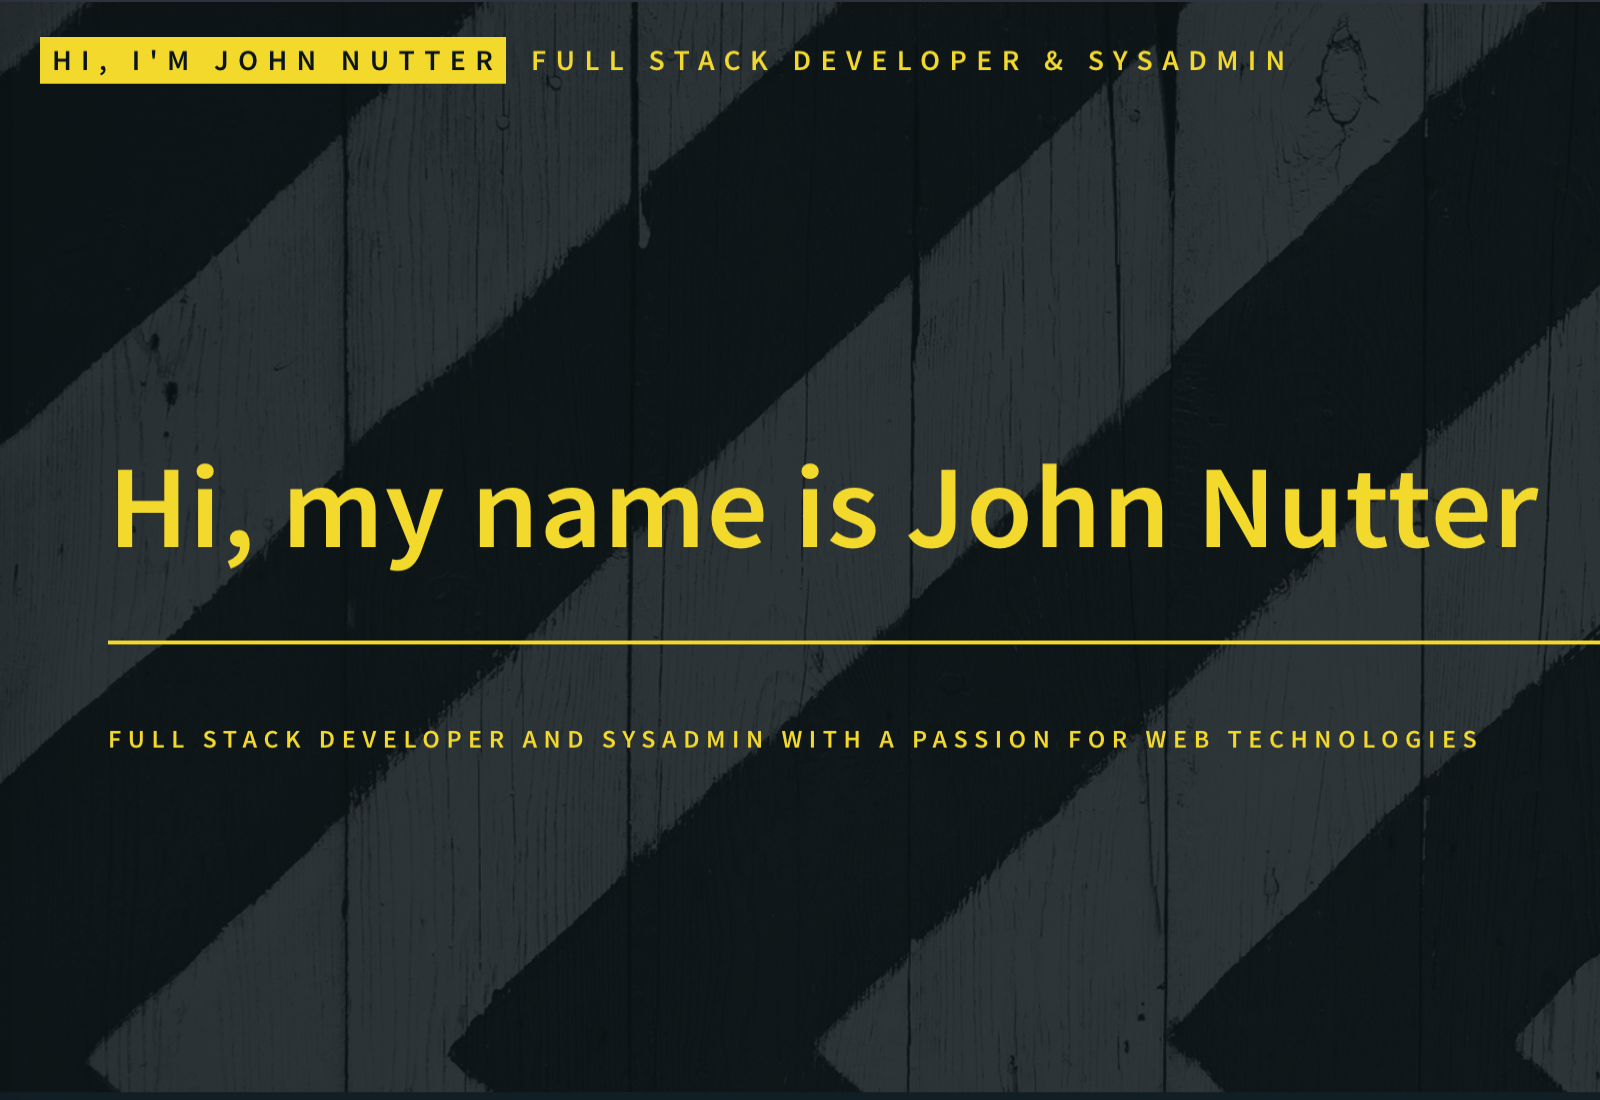 HI, I'M JOHN NUTTER FULL STACK DEVELOPER & SYSADMIN
Hi, my name is John Nutter
FULL STACK DEVELOPER AND SYSADMIN WITH A PASSION FOR WEB TECHNOLOGIES